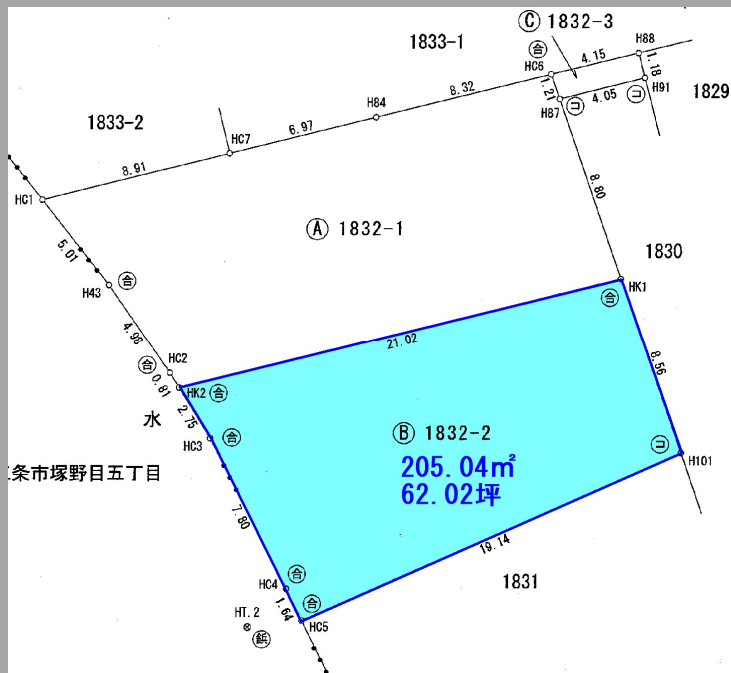 Ⓒ 1832-3
1833-1
H88
合
4.15
HC6
1.18
8.32
1.21
コ
4.05
コ
H91
1829
H87
H84
1833-2
6.97
HC7
8.91
HC1
8.80
Ⓐ 1832-1
5.01
1830
合
H43
HK1
合
4.98
21.02
HC2
合
0.81
8.56
HK2
合
2.75
水
合
HC3
Ⓑ 1832-2
コ
H101
条市塚野目五丁目
205.04㎡
62.02坪
7.80
19.14
合
HC4
1831
1.64
合
HT.2
HC5
鋲